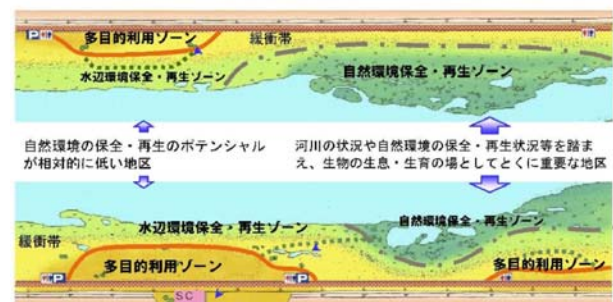 P
多目的利用ゾーン
緩衝帯
水辺環境保全・再生ゾーン
自然環境保全・再生ゾーン
自然環境の保全・再生のポテンシャル
が相対的に低い地区
河川の状況や自然環境の保全・再生状況等を踏ま
え、生物の生息・生育の場としてとくに重要な地区
水辺環境保全・再生ゾーン
自然環境保全・再生ゾーン
緩衝帯
多目的利用ゾーン
多目的利用ゾーン
P
P
SC